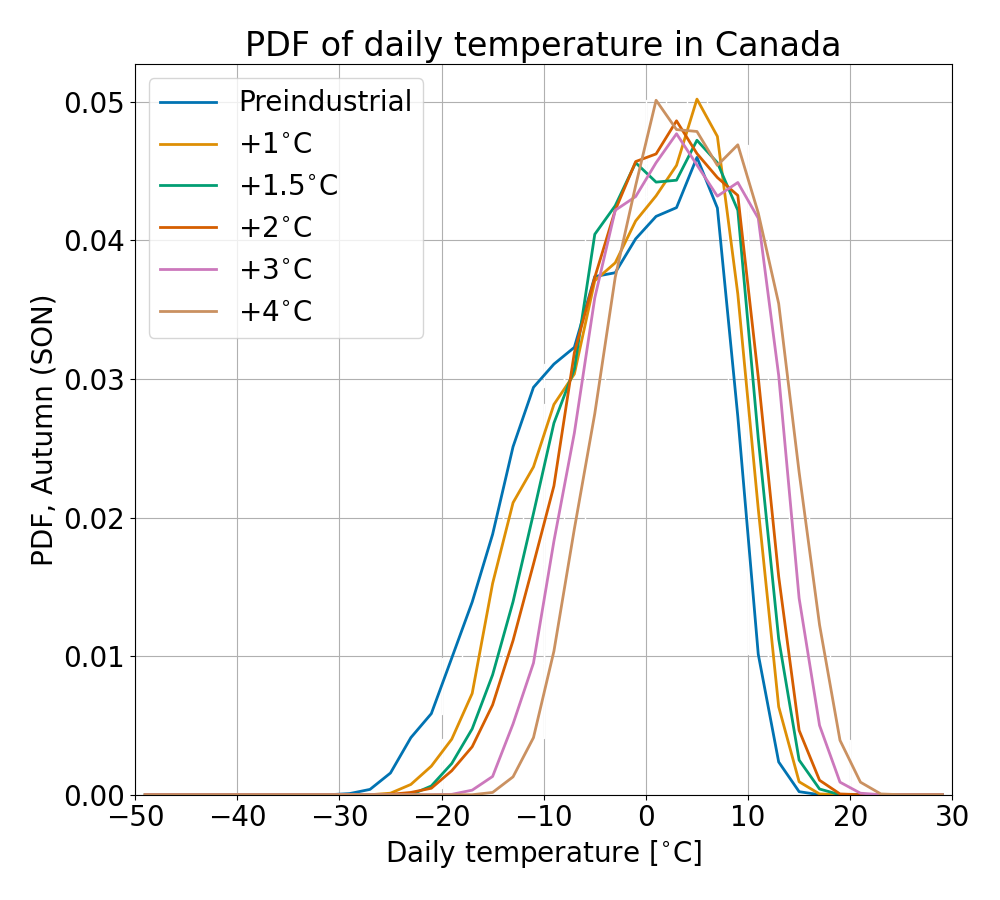 PDF of daily temperature in Canada
Preindustrial
+1°C
+1.5°C
+2°C
+3°C
+4°C
PDF, Autumn (SON)
0.05
0.04
0.03
0.02
0.01
0.00
−50 −40 −30 −20 −10 0 10 20 30
Daily temperature [°C]